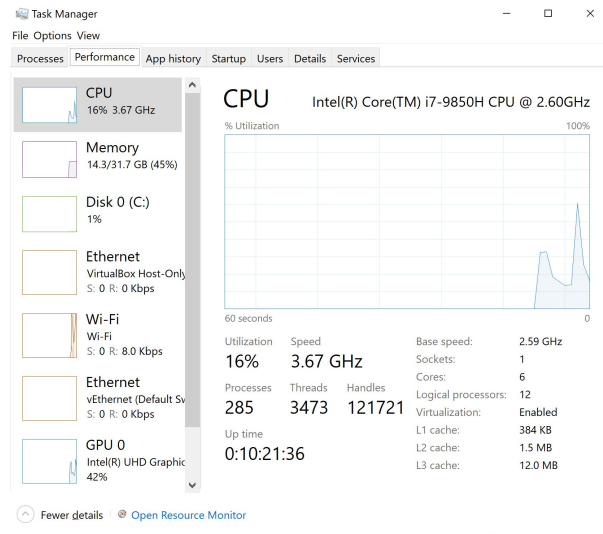 Task Manager
File Options View
Processes Performance App history Startup Users Details Services
CPU
16% 3.67 GHz
Memory
14.3/31.7 GB (45%)
Disk 0 (C:)
1%
Ethernet
VirtualBox Host-Only
S: 0 R: 0 Kbps
Wi-Fi
Wi-Fi
S: 0 R: 8.0 Kbps
Ethernet
vEthernet (Default Sw
S: 0 R: 0 Kbps
GPU 0
Intel(R) UHD Graphic
42%
CPU Intel(R) Core(TM) i7-9850H CPU @ 2.60GHz
% Utilization 100%
60 seconds 0
Utilization Speed
16% 3.67 GHz
Processes Threads Handles
285 3473 121721
Up time
0:10:21:36
Base speed: 2.59 GHz
Sockets: 1
Cores: 6
Logical processors: 12
Virtualization: Enabled
L1 cache: 384 KB
L2 cache: 1.5 MB
L3 cache: 12.0 MB
Fewer details Open Resource Monitor